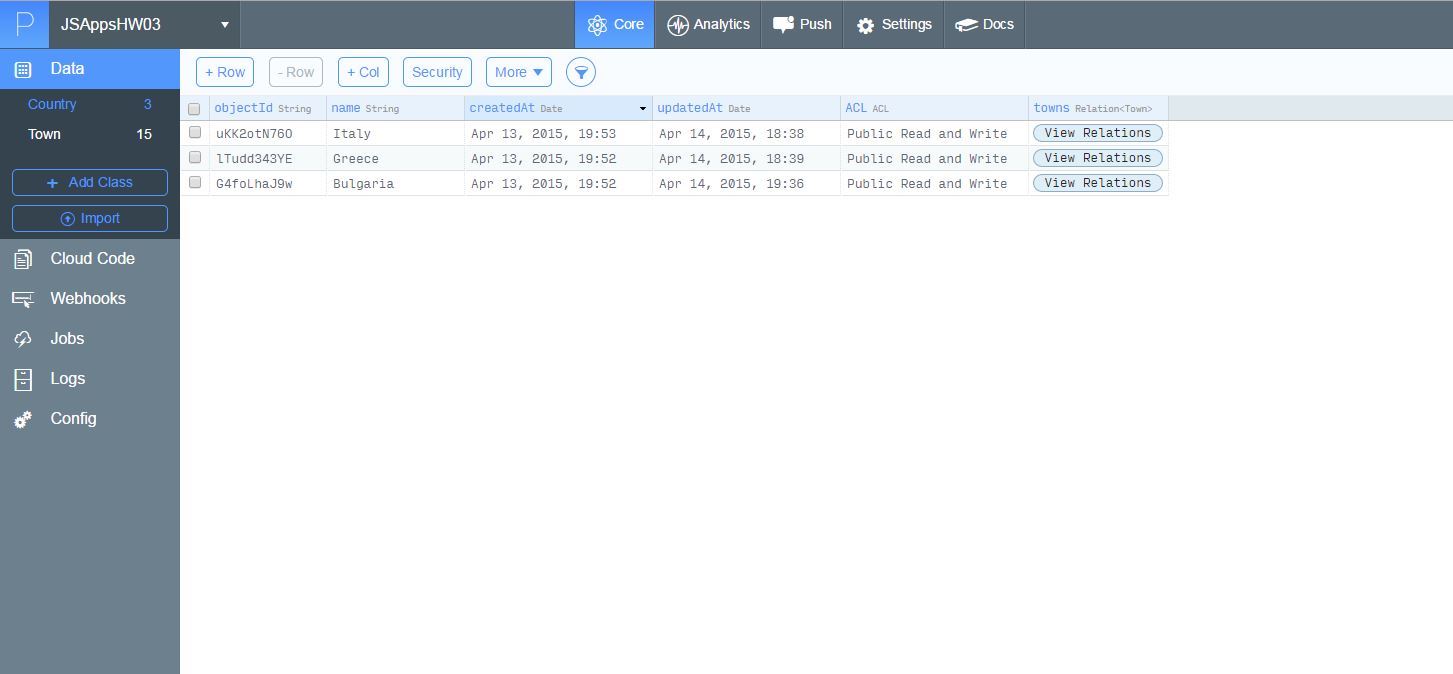 P JSAppsHW03 Core Analytics Push Settings Docs
Data
Country 3
Town 15
+ Add Class
Import
Cloud Code
Webhooks
Jobs
Logs
Config
+ Row - Row + Col Security More
objectId String name String createdAt Date updatedAt Date ACL ACL towns Relation<Town>
uKK2otN76O Italy Apr 13, 2015, 19:53 Apr 14, 2015, 18:38 Public Read and Write View Relations
lTudd343YE Greece Apr 13, 2015, 19:52 Apr 14, 2015, 18:39 Public Read and Write View Relations
G4foLhaJ9w Bulgaria Apr 13, 2015, 19:52 Apr 14, 2015, 19:36 Public Read and Write View Relations